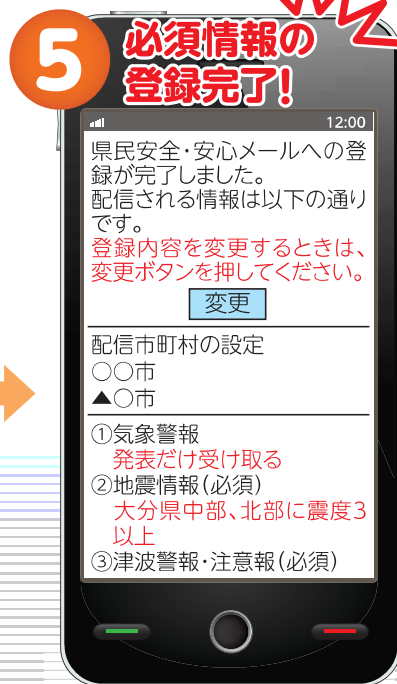 5
必須情報の
登録完了!
12:00
県民安全・安心メールへの登
録が完了しました。
配信される情報は以下の通り
です。
登録内容を変更するときは、
変更ボタンを押してください。
変更
配信市町村の設定
○○市
▲○市
①気象警報
発表だけ受け取る
②地震情報(必須)
大分県中部、北部に震度3
以上
③津波警報・注意報(必須)